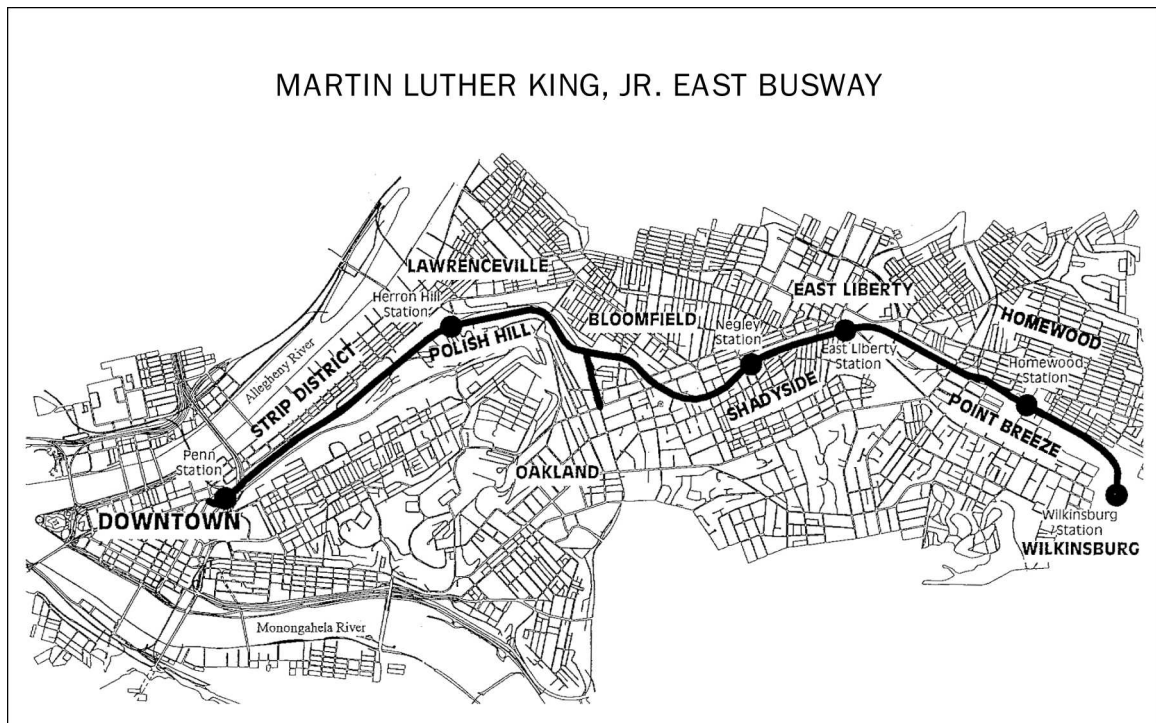 MARTIN LUTHER KING, JR. EAST BUSWAY
LAWRENCEVILLE
EAST LIBERTY
Herron Hill
Station
BLOOMFIELD
HOMEWOOD
Negley
Station
POLISH HILL
East Liberty
Station
Homewood
Station
Allegheny River
STRIP DISTRICT
SHADYSIDE
POINT BREEZE
Penn
Station
OAKLAND
DOWNTOWN
Wilkinsburg
Station
WILKINSBURG
Monongahela River